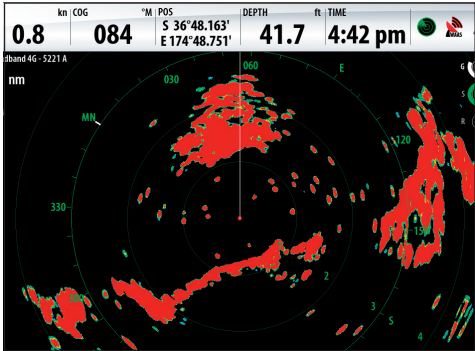 kn COG °M POS DEPTH ft TIME
0.8 084 S 36°48.163' 41.7 4:42 pm
E 174°48.751'
MARS
dband 4G - 5221 A
nm
060
030
E
G
MN
S
120
R
330
150
2
3
S
4